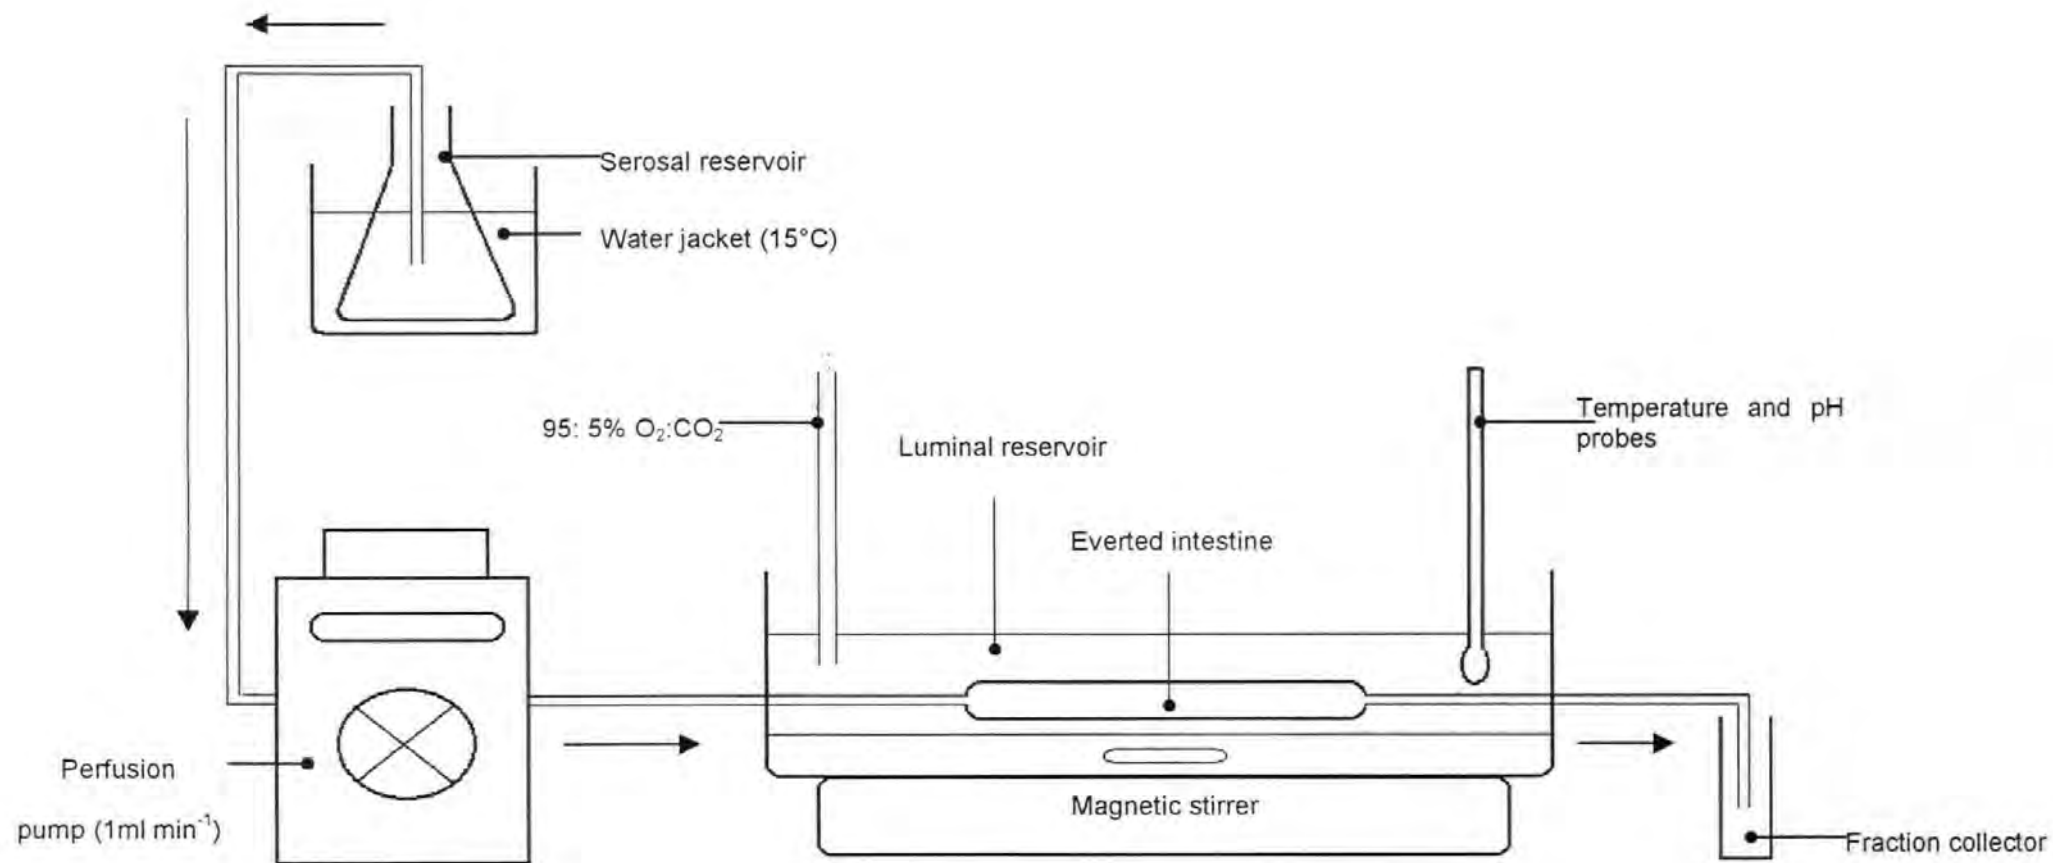 Serosal reservoir
Water jacket (15°C)
95: 5% O₂:CO₂
Luminal reservoir
Temperature and pH
probes
Everted intestine
Perfusion
pump (1ml min⁻¹)
Magnetic stirrer
Fraction collector